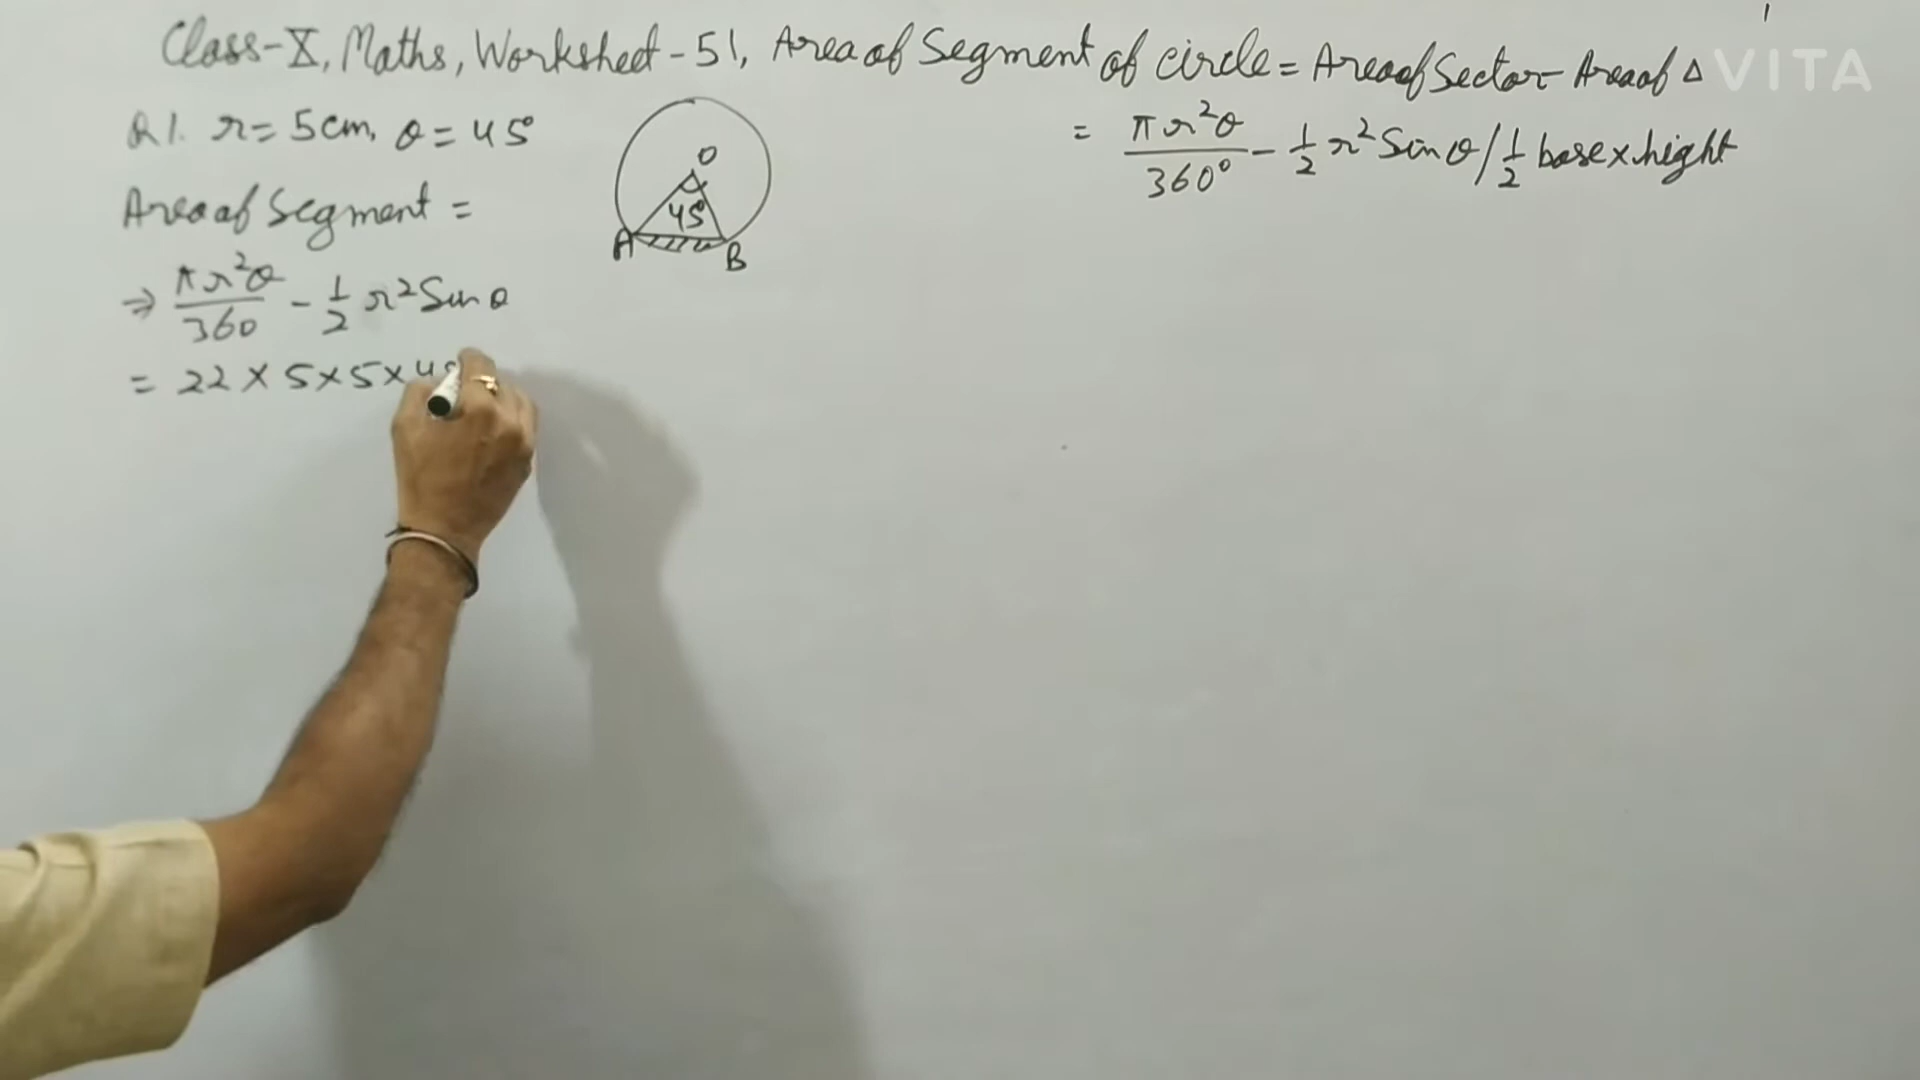 Class-X, Maths, Worksheet-51, Area of Segment of circle = Area of Sector - Area of Δ
VITA
= πr²θ/360° - 1/2 r² Sinθ / 1/2 base x hight
Q1. r = 5cm, θ = 45°
O
45°
A
B
Area of Segment =
⇒ πr²θ/360 - 1/2 r² Sin θ
= 22 × 5 × 5 × 45